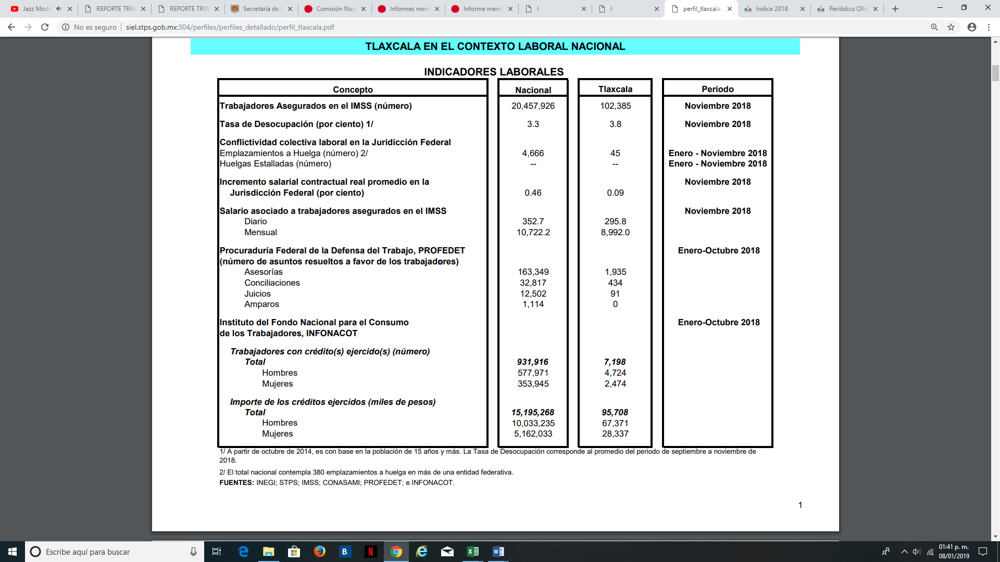 Jazz Mode
REPORTE TRIM
REPORTE TRIM
Secretaría de
Comisión Nac
Informes mens
Informe mensu
perfil_tlaxcala.
Indice 2018
Periódico Ofic
No es seguro | siel.stps.gob.mx:304/perfiles/perfiles_detallado/perfil_tlaxcala.pdf
TLAXCALA EN EL CONTEXTO LABORAL NACIONAL
INDICADORES LABORALES
Concepto Nacional Tlaxcala Periodo
Trabajadores Asegurados en el IMSS (número) 20,457,926 102,385 Noviembre 2018
Tasa de Desocupación (por ciento) 1/ 3.3 3.8 Noviembre 2018
Conflictividad colectiva laboral en la Juridicción Federal
Emplazamientos a Huelga (número) 2/ 4,666 45 Enero - Noviembre 2018
Huelgas Estalladas (número) -- -- Enero - Noviembre 2018
Incremento salarial contractual real promedio en la Noviembre 2018
Jurisdicción Federal (por ciento) 0.46 0.09
Salario asociado a trabajadores asegurados en el IMSS Noviembre 2018
Diario 352.7 295.8
Mensual 10,722.2 8,992.0
Procuraduría Federal de la Defensa del Trabajo, PROFEDET Enero-Octubre 2018
(número de asuntos resueltos a favor de los trabajadores)
Asesorías 163,349 1,935
Conciliaciones 32,817 434
Juicios 12,502 91
Amparos 1,114 0
Instituto del Fondo Nacional para el Consumo Enero-Octubre 2018
de los Trabajadores, INFONACOT
Trabajadores con crédito(s) ejercido(s) (número)
Total 931,916 7,198
Hombres 577,971 4,724
Mujeres 353,945 2,474
Importe de los créditos ejercidos (miles de pesos)
Total 15,195,268 95,708
Hombres 10,033,235 67,371
Mujeres 5,162,033 28,337
1/ A partir de octubre de 2014, es con base en la población de 15 años y más. La Tasa de Desocupación corresponde al promedio del periodo de septiembre a noviembre de
2018.
2/ El total nacional contempla 380 emplazamientos a huelga en más de una entidad federativa.
FUENTES: INEGI; STPS; IMSS; CONASAMI; PROFEDET; e INFONACOT.
1
Escribe aquí para buscar
01:41 p. m.
08/01/2019